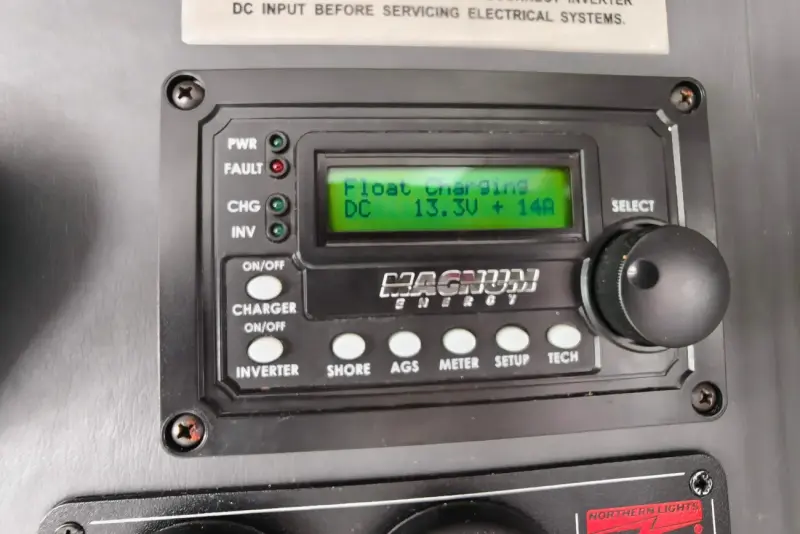 INVERTER
DC INPUT BEFORE SERVICING ELECTRICAL SYSTEMS.
PWR
FAULT
CHG
INV
Float Charging
DC 13.3V + 14A
SELECT
ON/OFF
CHARGER
ON/OFF
INVERTER
MAGNUM
ENERGY
SHORE
AGS
METER
SETUP
TECH
NORTHERN LIGHTS